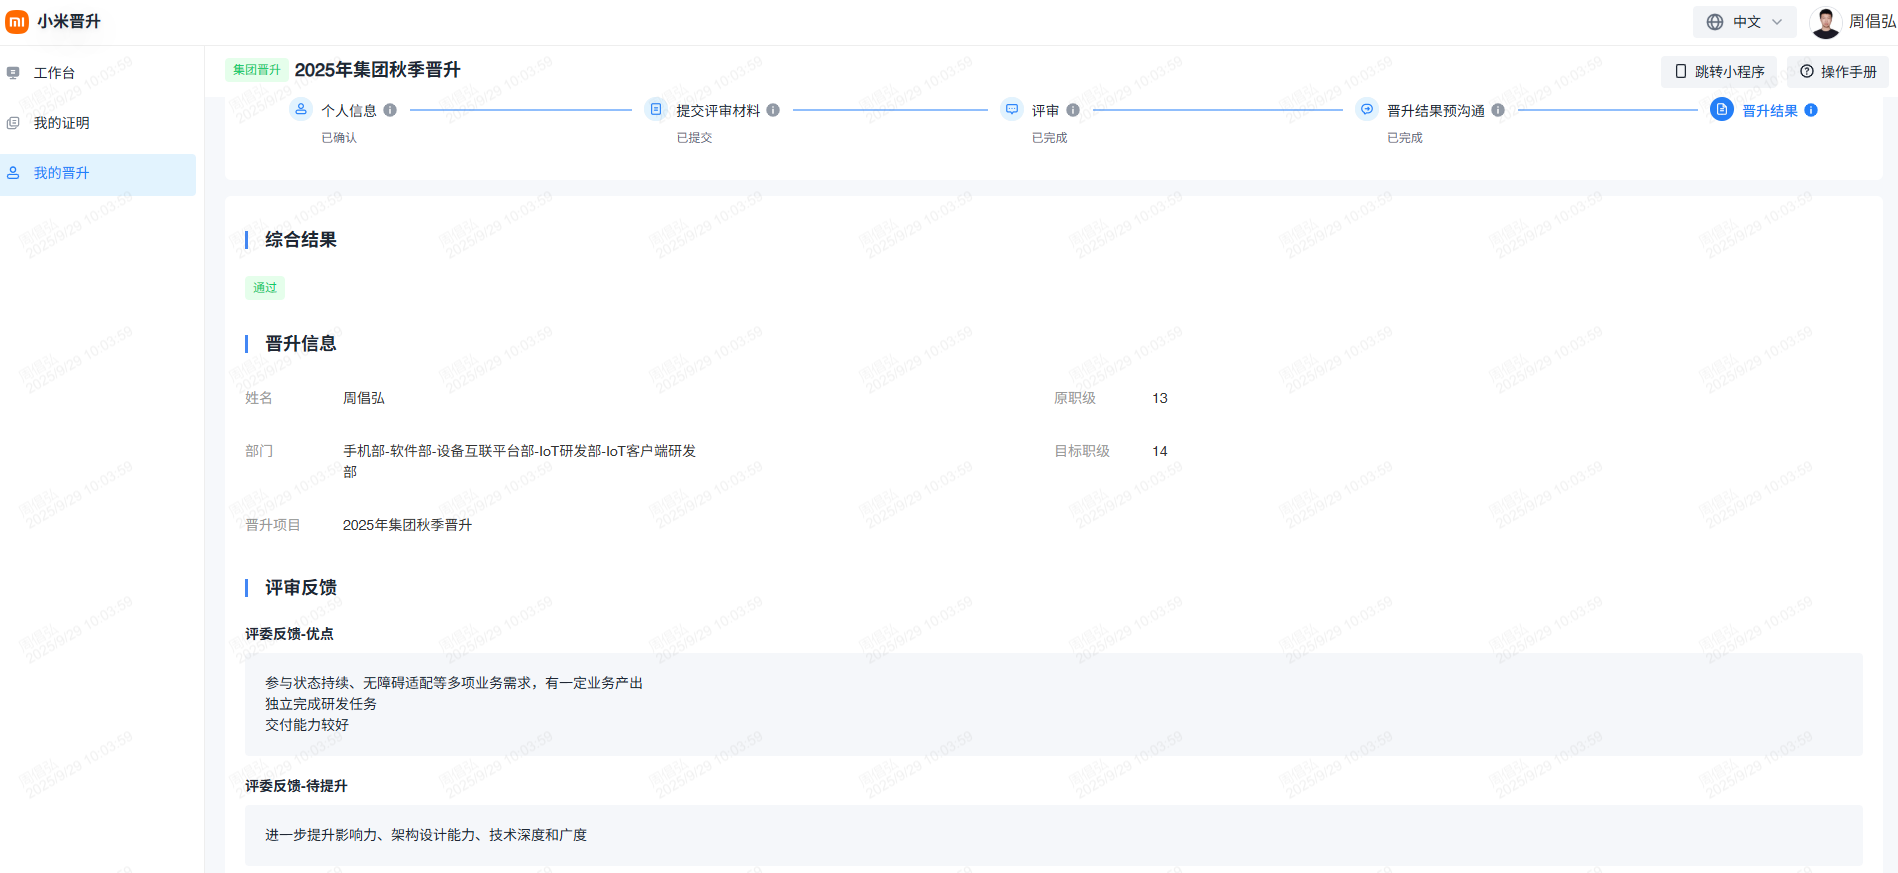 小米晋升
中文
周倡弘
工作台
我的证明
我的晋升
集团晋升
2025年集团秋季晋升
跳转小程序
操作手册
个人信息
已确认
提交评审材料
已提交
评审
已完成
晋升结果预沟通
已完成
晋升结果
综合结果
通过
晋升信息
姓名
周倡弘
原职级
13
部门
手机部-软件部-设备互联平台部-IoT研发部-IoT客户端研发
部
目标职级
14
晋升项目
2025年集团秋季晋升
评审反馈
评委反馈-优点
参与状态持续、无障碍适配等多项业务需求，有一定业务产出
独立完成研发任务
交付能力较好
评委反馈-待提升
进一步提升影响力、架构设计能力、技术深度和广度
周倡弘
2025/9/29 10:03:59